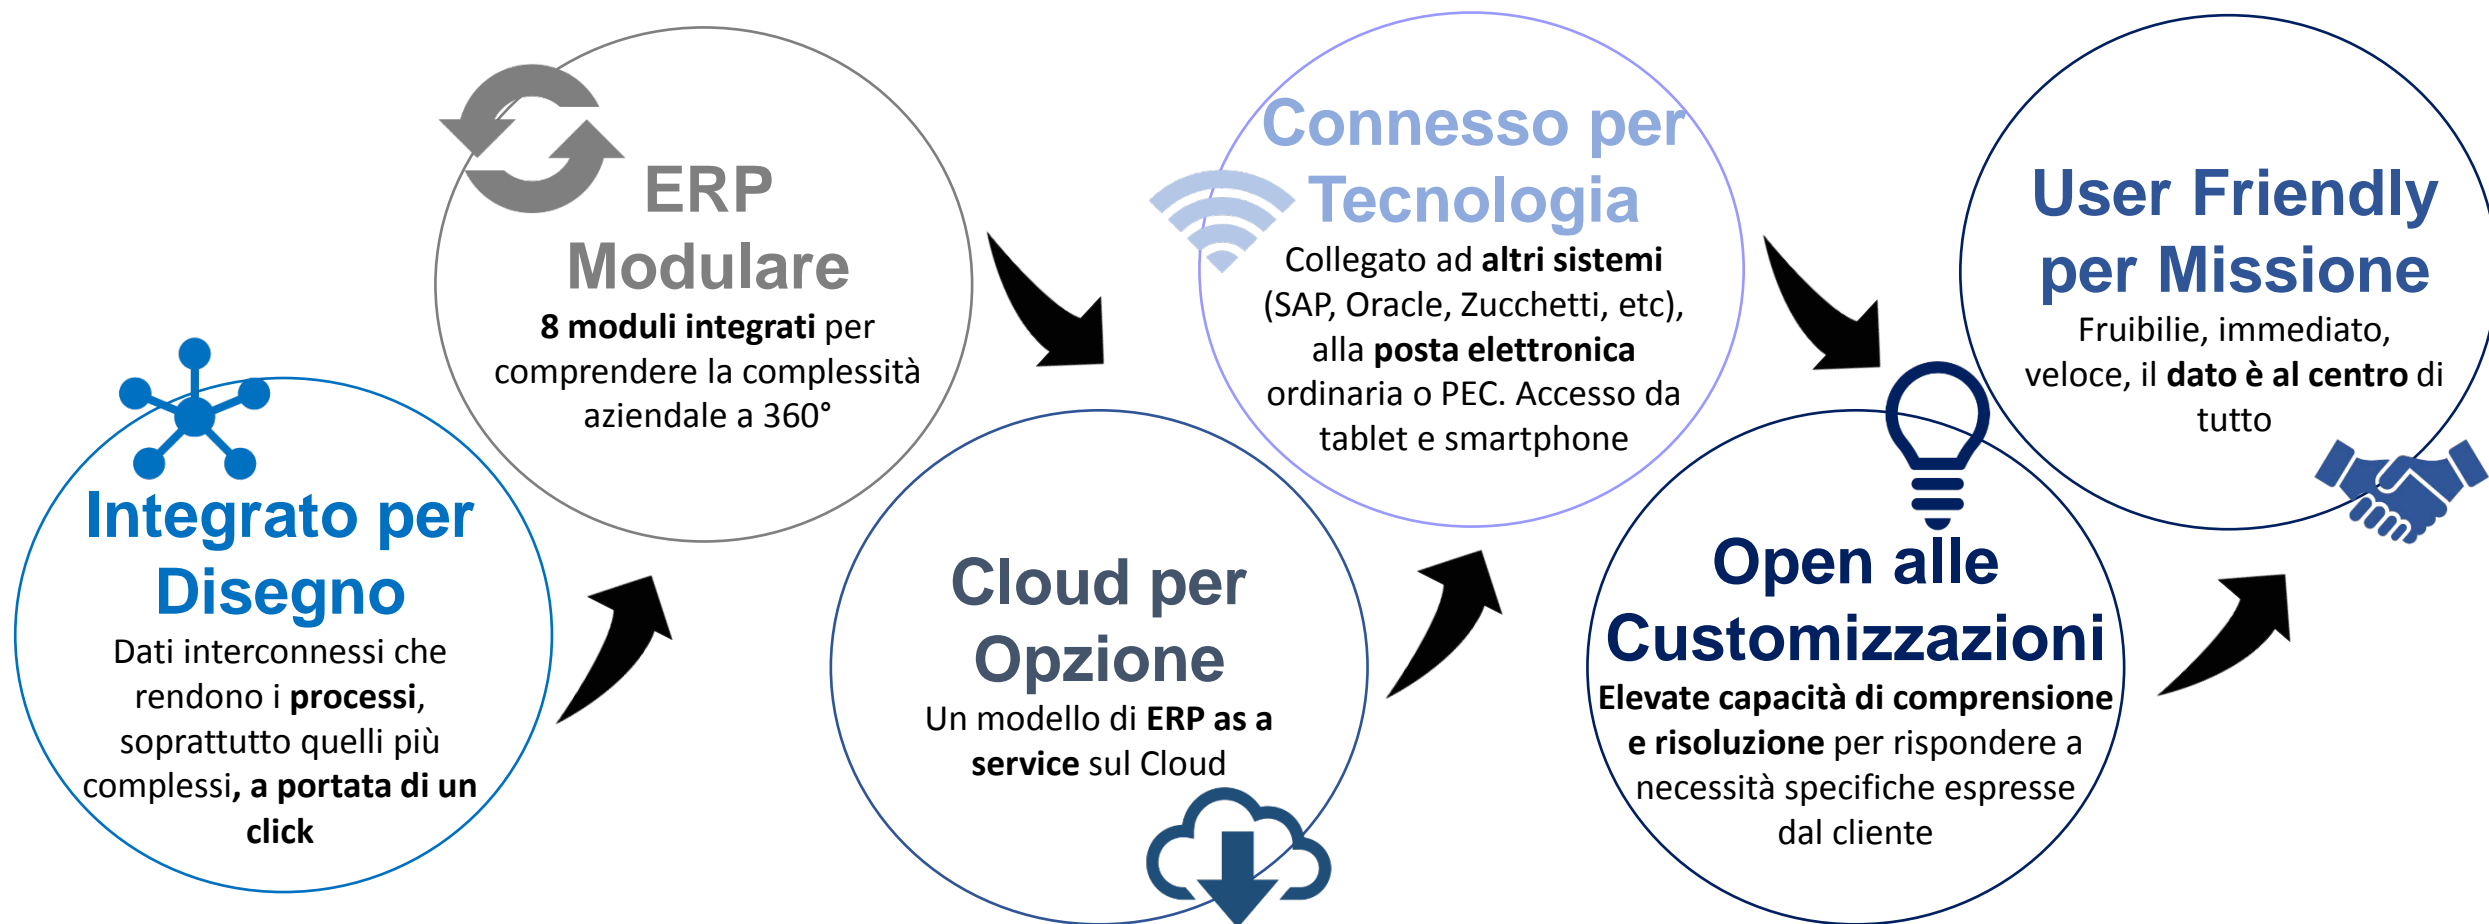 Integrato per
Disegno
Dati interconnessi che
rendono i processi,
soprattutto quelli più
complessi, a portata di un
click
ERP
Modulare
8 moduli integrati per
comprendere la complessità
aziendale a 360°
Cloud per
Opzione
Un modello di ERP as a
service sul Cloud
Connesso per
Tecnologia
Collegato ad altri sistemi
(SAP, Oracle, Zucchetti, etc),
alla posta elettronica
ordinaria o PEC. Accesso da
tablet e smartphone
Open alle
Customizzazioni
Elevate capacità di comprensione
e risoluzione per rispondere a
necessità specifiche espresse
dal cliente
User Friendly
per Missione
Fruibilie, immediato,
veloce, il dato è al centro di
tutto